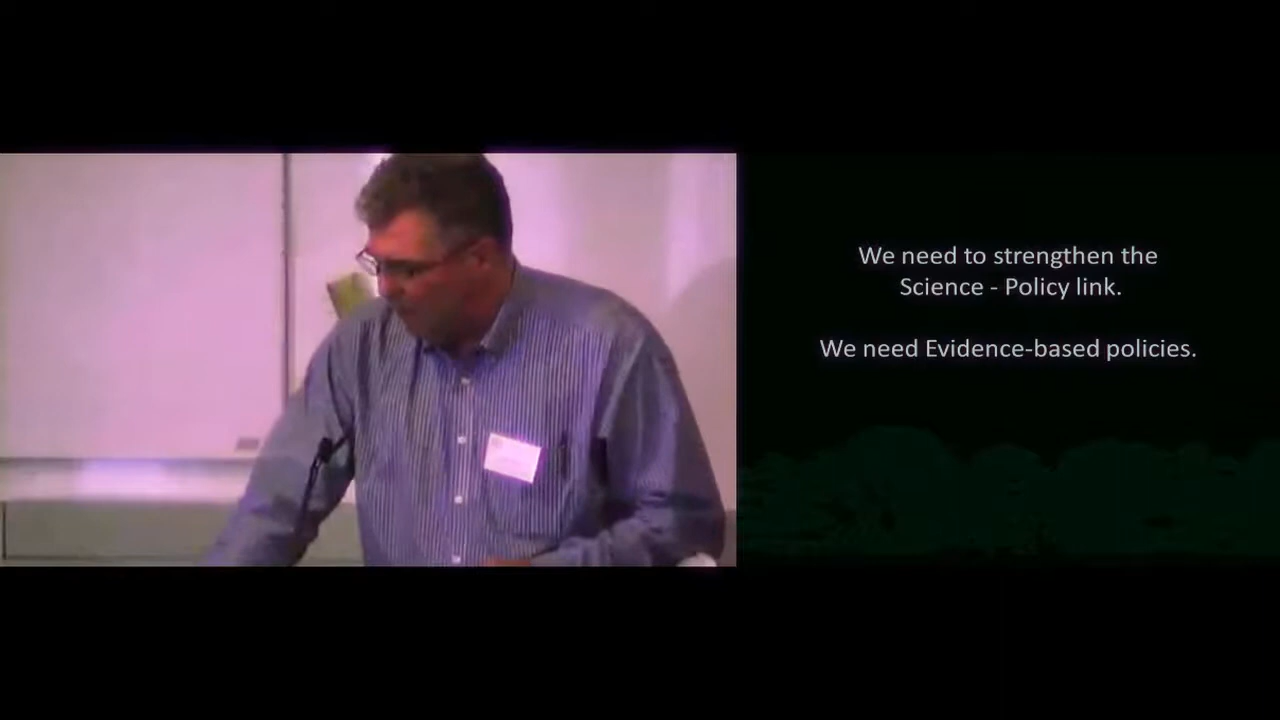 We need to strengthen the
Science - Policy link.
We need Evidence-based policies.